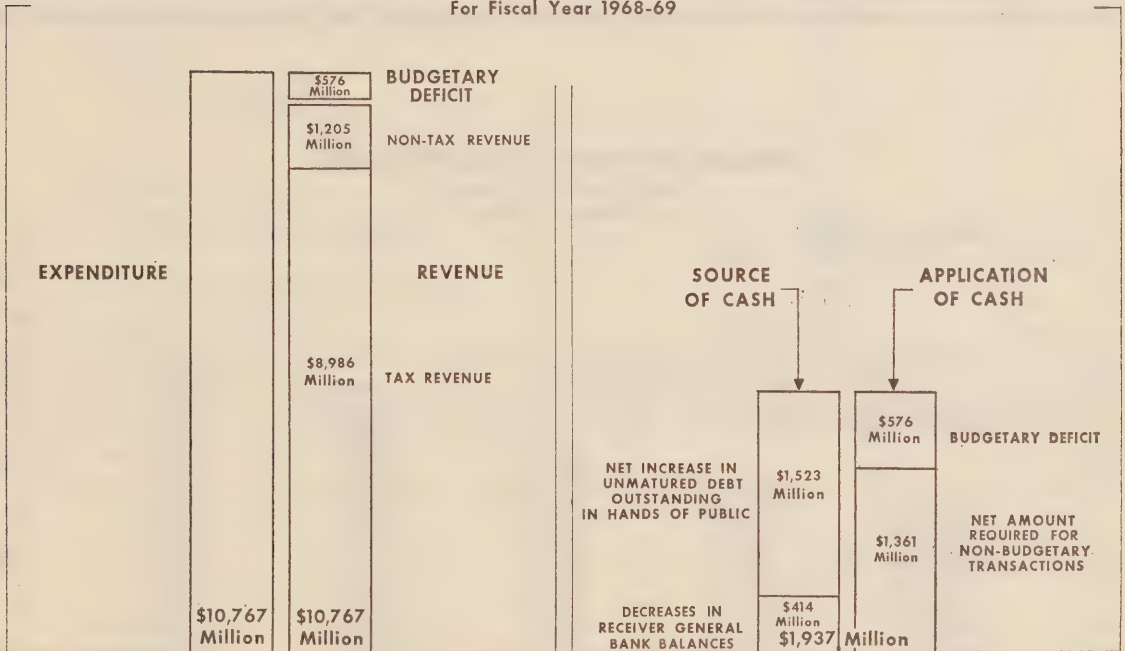 For Fiscal Year 1968-69
$576
Million
BUDGETARY
DEFICIT
$1,205
Million
NON-TAX REVENUE
EXPENDITURE
REVENUE
$8,986
Million
TAX REVENUE
$10,767
Million
$10,767
Million
SOURCE
OF CASH
APPLICATION
OF CASH
$576
Million
BUDGETARY DEFICIT
NET INCREASE IN
UNMATURED DEBT
OUTSTANDING
IN HANDS OF PUBLIC
$1,523
Million
$1,361
Million
NET AMOUNT
REQUIRED FOR
NON-BUDGETARY
TRANSACTIONS
DECREASES IN
RECEIVER GENERAL
BANK BALANCES
$414
Million
$1,937 Million